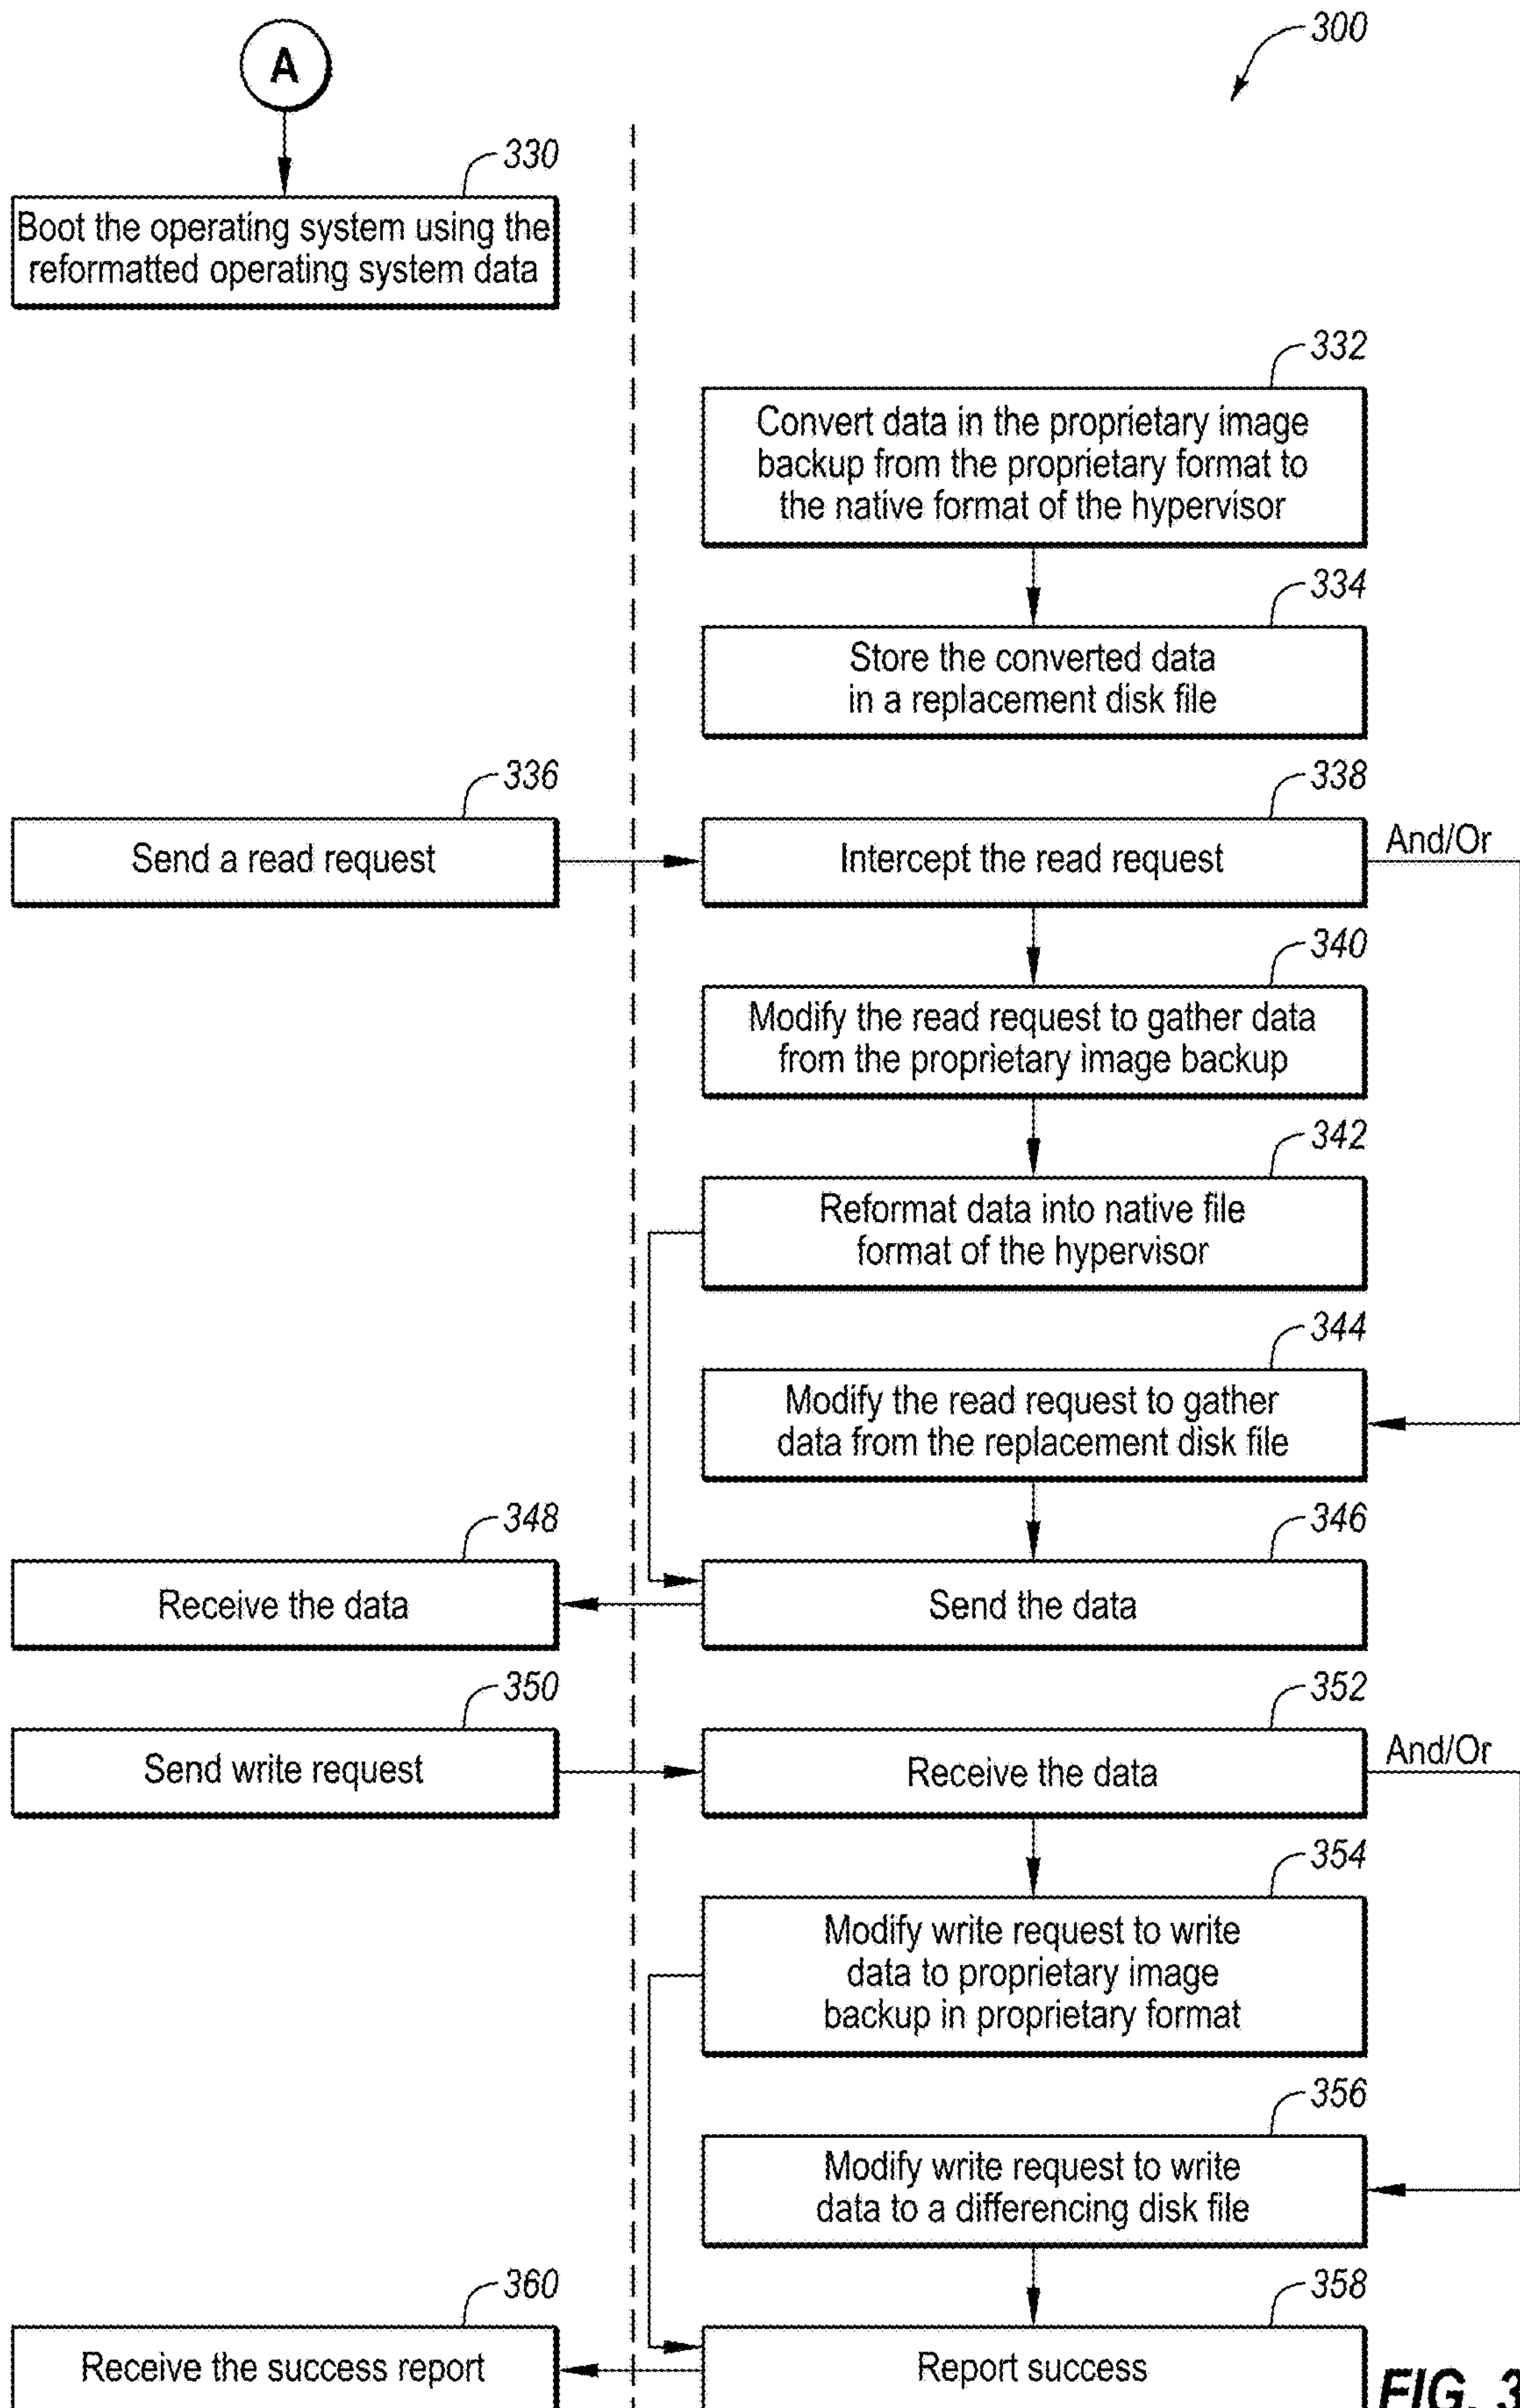 300
A
330
Boot the operating system using the
reformatted operating system data
332
Convert data in the proprietary image
backup from the proprietary format to
the native format of the hypervisor
334
Store the converted data
in a replacement disk file
336
Send a read request
338
Intercept the read request
And/Or
340
Modify the read request to gather data
from the proprietary image backup
342
Reformat data into native file
format of the hypervisor
344
Modify the read request to gather
data from the replacement disk file
348
Receive the data
346
Send the data
350
Send write request
352
Receive the data
And/Or
354
Modify write request to write
data to proprietary image
backup in proprietary format
356
Modify write request to write
data to a differencing disk file
360
Receive the success report
358
Report success
FIG. 3